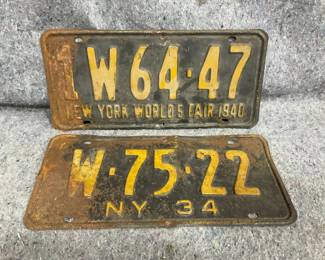 1W 64·47
NEW YORK WORLD'S FAIR 1940
W·75·22
NY 34